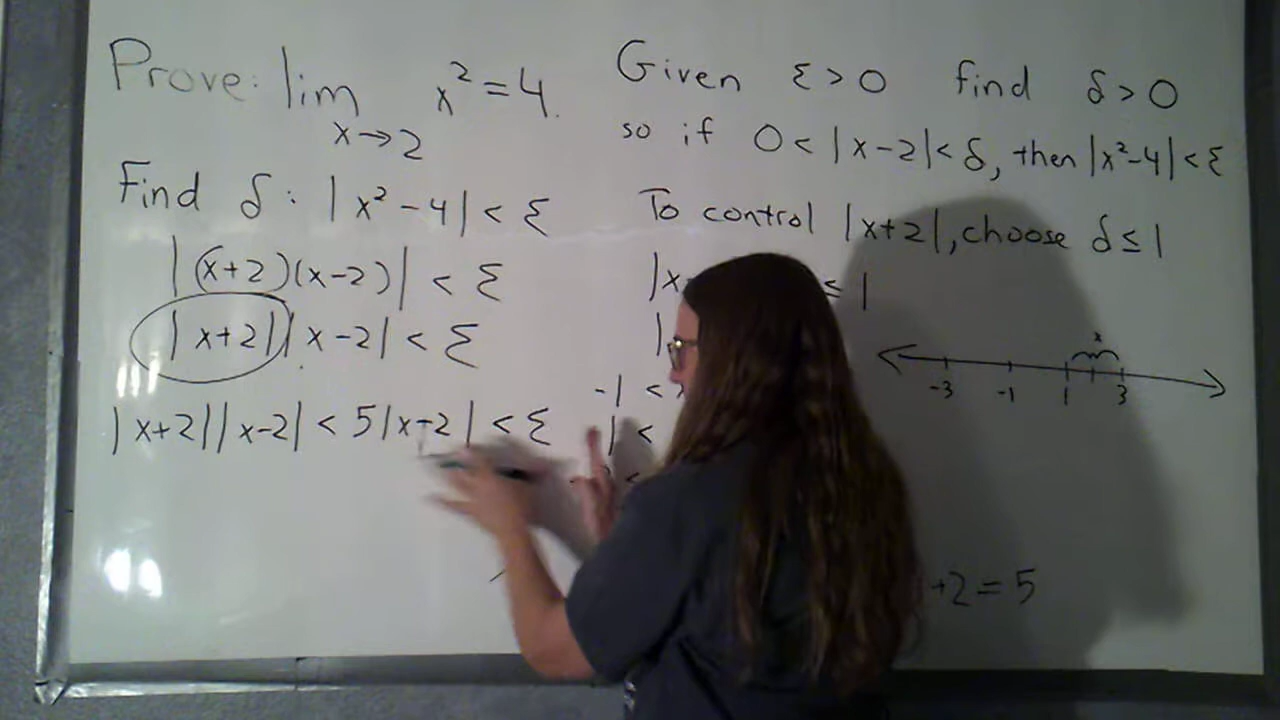 Prove: lim x² = 4.
x→2
Find δ: |x² - 4| < ε
|(x+2)(x-2)| < ε
|x+2||x-2| < ε
|x+2||x-2| < 5|x-2| < ε
Given ε > 0 find δ > 0
so if 0 < |x-2| < δ, then |x²-4| < ε
To control |x+2|, choose δ ≤ 1
|x ≤ 1
|
-1 <
1 <
<
x
-3 -1 1 3
+2 = 5